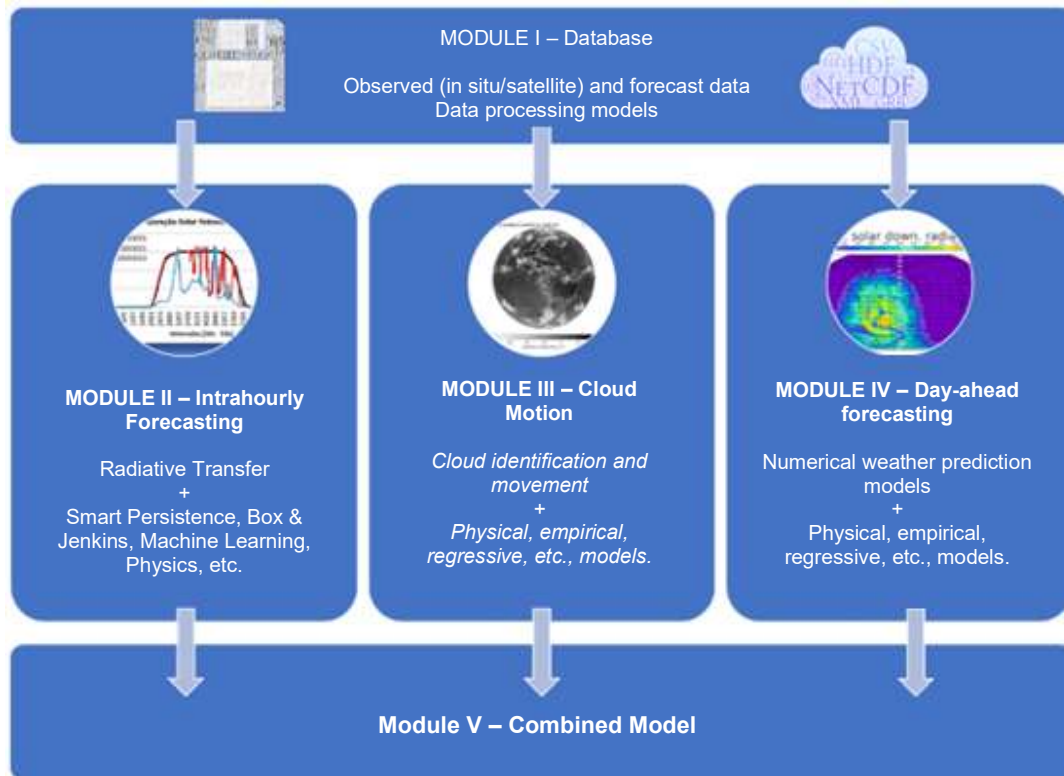 MODULE I – Database
Observed (in situ/satellite) and forecast data
Data processing models
CSV
HDF
NetCDF
solar down. radi
MODULE II – Intrahourly
Forecasting
Radiative Transfer
+
Smart Persistence, Box &
Jenkins, Machine Learning,
Physics, etc.
MODULE III – Cloud
Motion
Cloud identification and
movement
+
Physical, empirical,
regressive, etc., models.
MODULE IV – Day-ahead
forecasting
Numerical weather prediction
models
+
Physical, empirical,
regressive, etc., models.
Module V – Combined Model